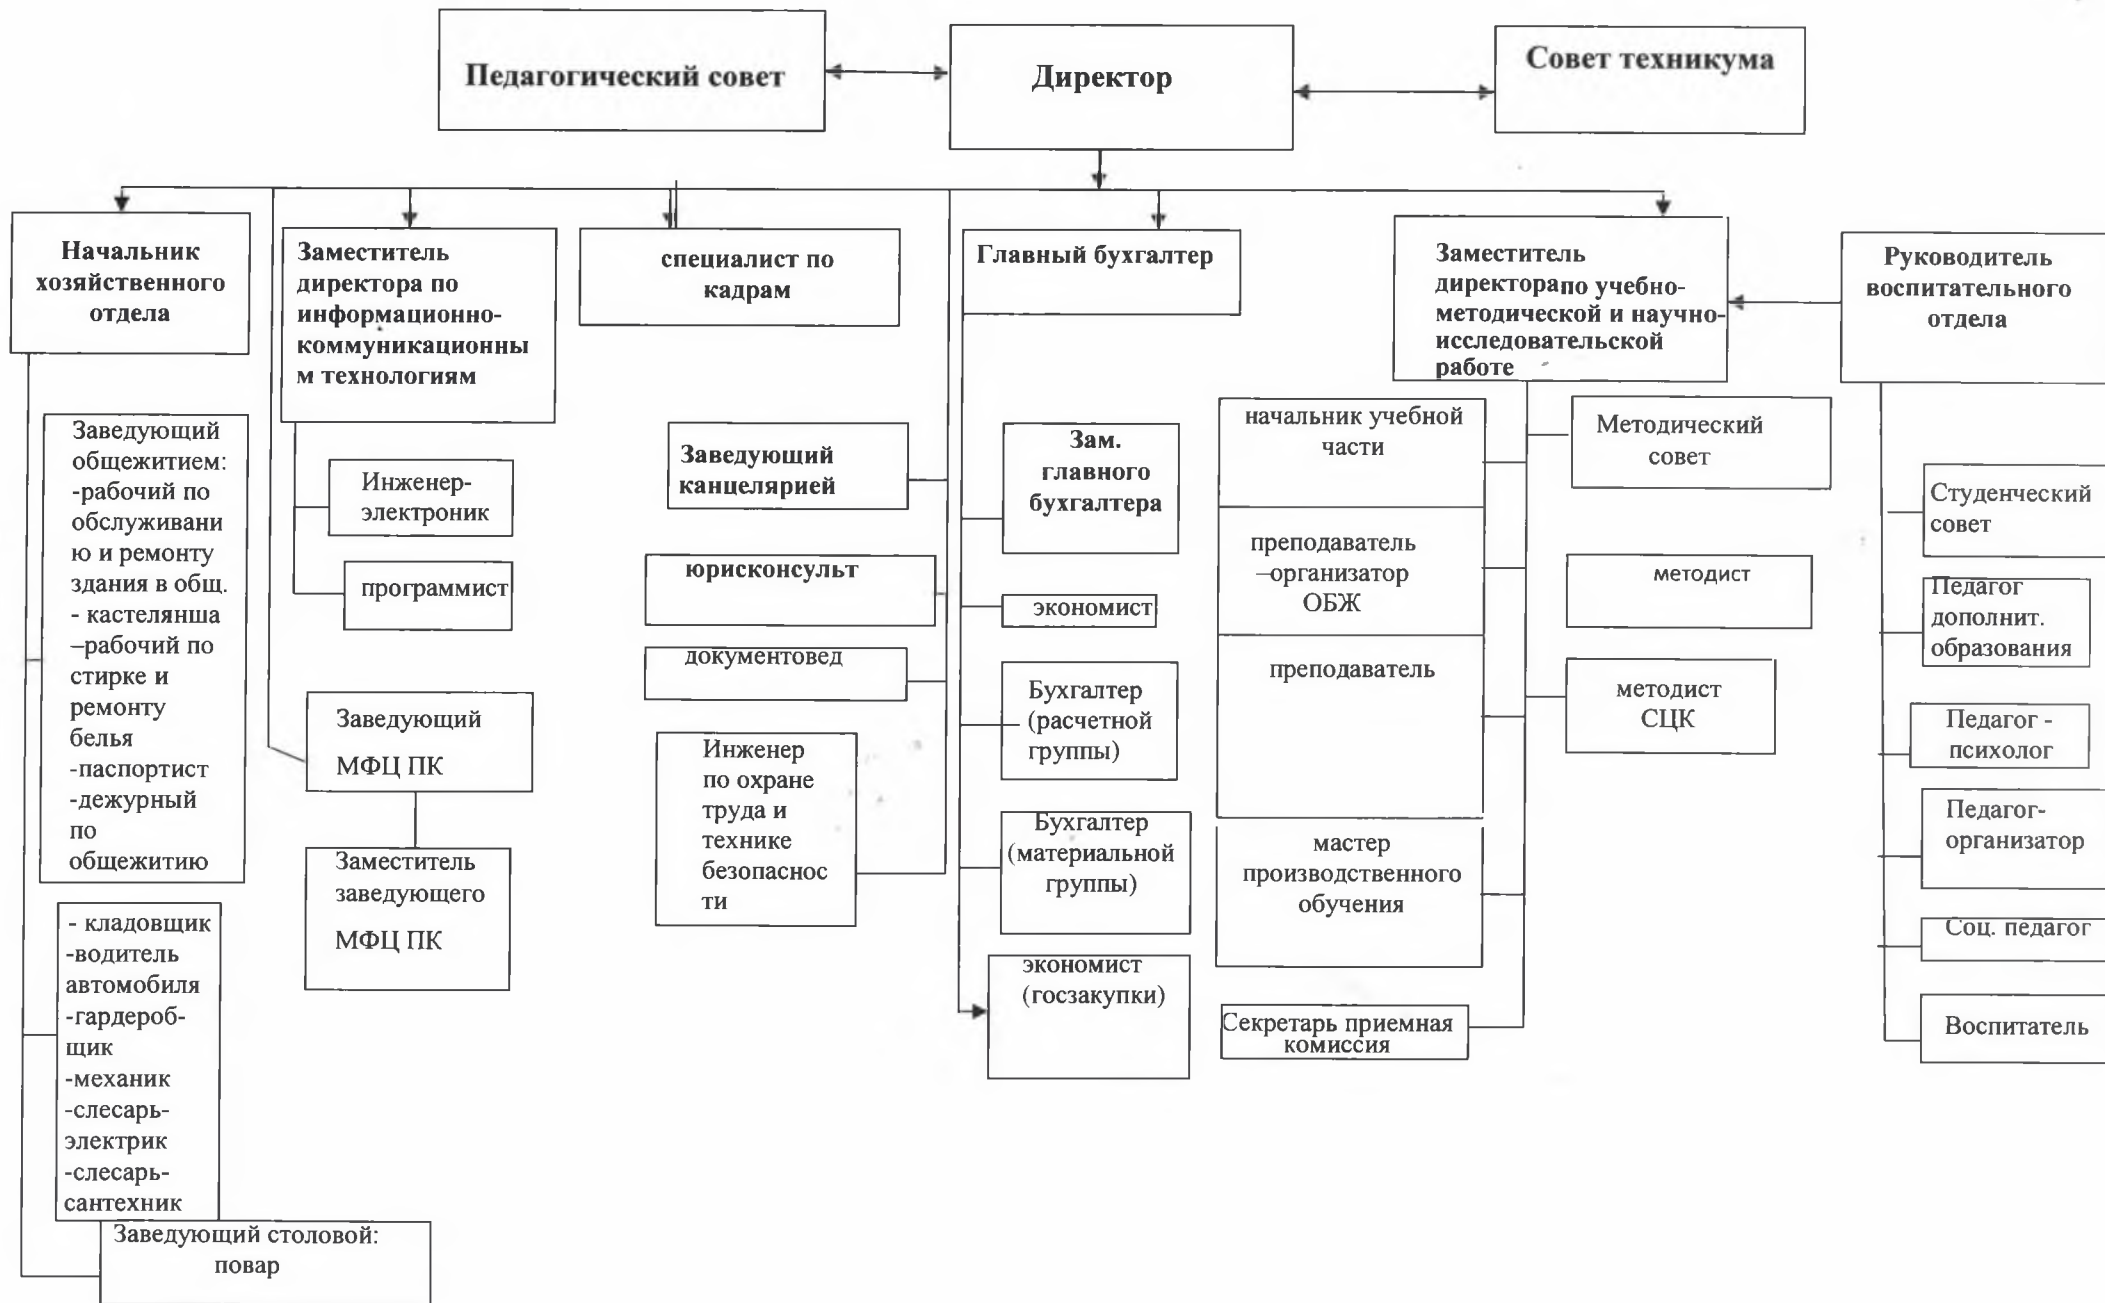 Педагогический совет
Директор
Совет техникума
Начальник
хозяйственного
отдела
Заместитель
директора по
информационно-
коммуникационны
м технологиям
специалист по
кадрам
Главный бухгалтер
Заместитель
директорапо учебно-
методической и научно-
исследовательской
работе
Руководитель
воспитательного
отдела
Заведующий
общежитием:
-рабочий по
обслуживани
ю и ремонту
здания в общ.
- кастелянша
–рабочий по
стирке и
ремонту
белья
-паспортист
-дежурный
по
общежитию
- кладовщик
-водитель
автомобиля
-гардероб-
щик
-механик
-слесарь-
электрик
-слесарь-
сантехник
Заведующий столовой:
повар
Инженер-
электроник
программист
Заведующий
МФЦ ПК
Заместитель
заведующего
МФЦ ПК
Заведующий
канцелярией
юрисконсульт
документовед
Инженер
по охране
труда и
технике
безопаснос
ти
Зам.
главного
бухгалтера
экономист
Бухгалтер
(расчетной
группы)
Бухгалтер
(материальной
группы)
экономист
(госзакупки)
начальник учебной
части
преподаватель
–организатор
ОБЖ
преподаватель
мастер
производственного
обучения
Секретарь приемная
комиссия
Методический
совет
методист
методист
СЦК
Студенческий
совет
Педагог
дополнит.
образования
Педагог -
психолог
Педагог-
организатор
Соц. педагог
Воспитатель